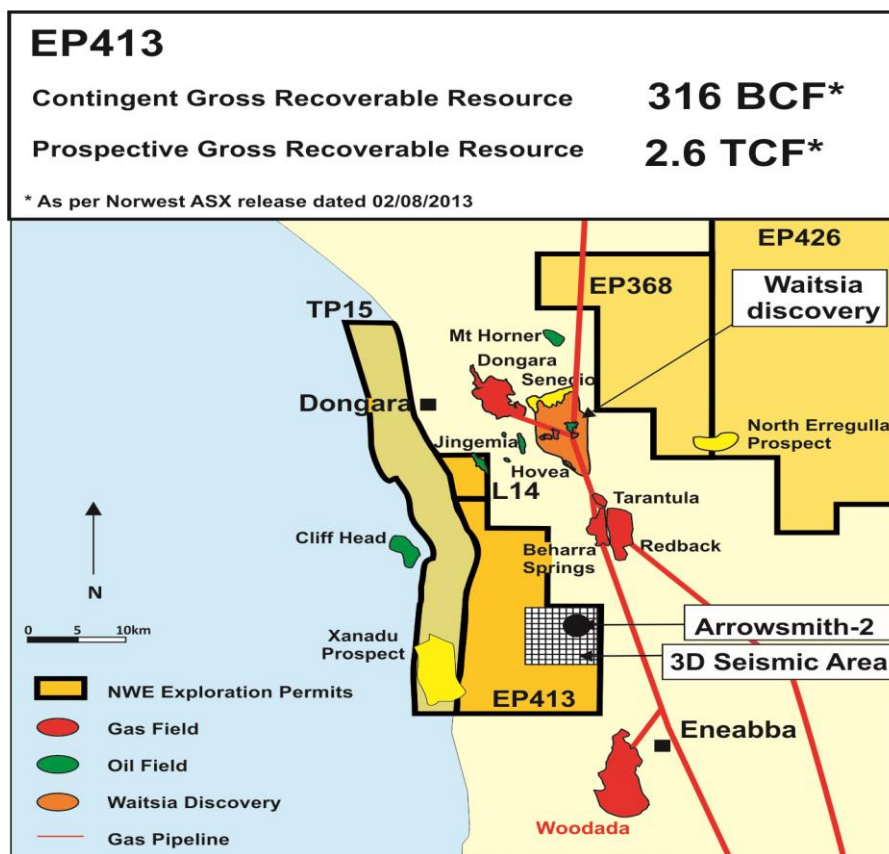 EP413
Contingent Gross Recoverable Resource 316 BCF*
Prospective Gross Recoverable Resource 2.6 TCF*
* As per Norwest ASX release dated 02/08/2013
EP426
EP368
Waitsia
discovery
TP15
Mt Horner
Dongara
Senecio
Dongara
North Erregulla
Prospect
Jingemia
Hovea
L14
Tarantula
Cliff Head
Beharra
Springs
Redback
N
0 5 10km
Xanadu
Prospect
Arrowsmith-2
3D Seismic Area
NWE Exploration Permits
EP413
Gas Field
Eneabba
Oil Field
Waitsia Discovery
Woodada
Gas Pipeline